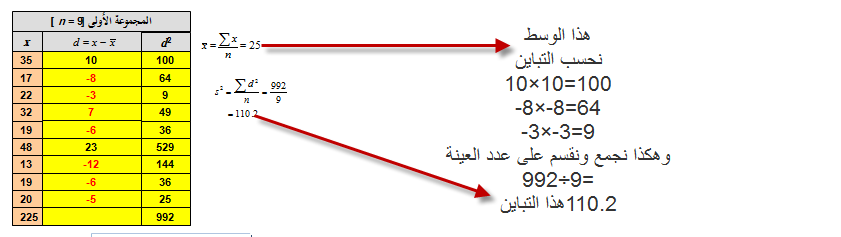 المجموعة الأولى [n = 9 ]
x d = x − x̅ d²
35 10 100
17 -8 64
22 -3 9
32 7 49
19 -6 36
48 23 529
13 -12 144
19 -6 36
20 -5 25
225 992
x̅ = ∑x / n = 25
s² = ∑d² / n = 992 / 9
= 110.2
هذا الوسط
نحسب التباين
10×10=100
-8×-8=64
-3×-3=9
وهكذا نجمع ونقسم على عدد العينة
992÷9=
110.2هذا التباين